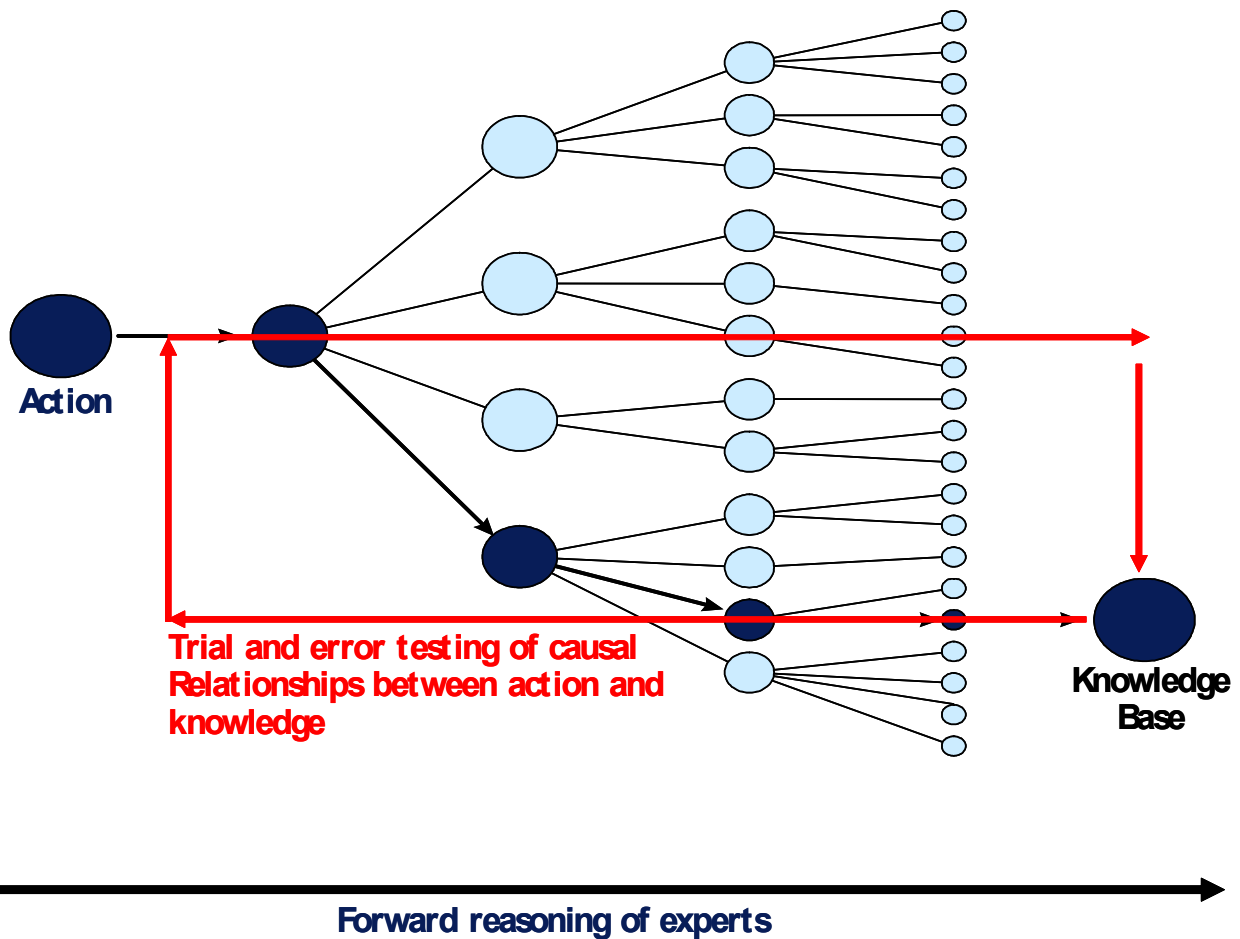 Action
Trial and error testing of causal
Relationships between action and
knowledge
Knowledge
Base
Forward reasoning of experts